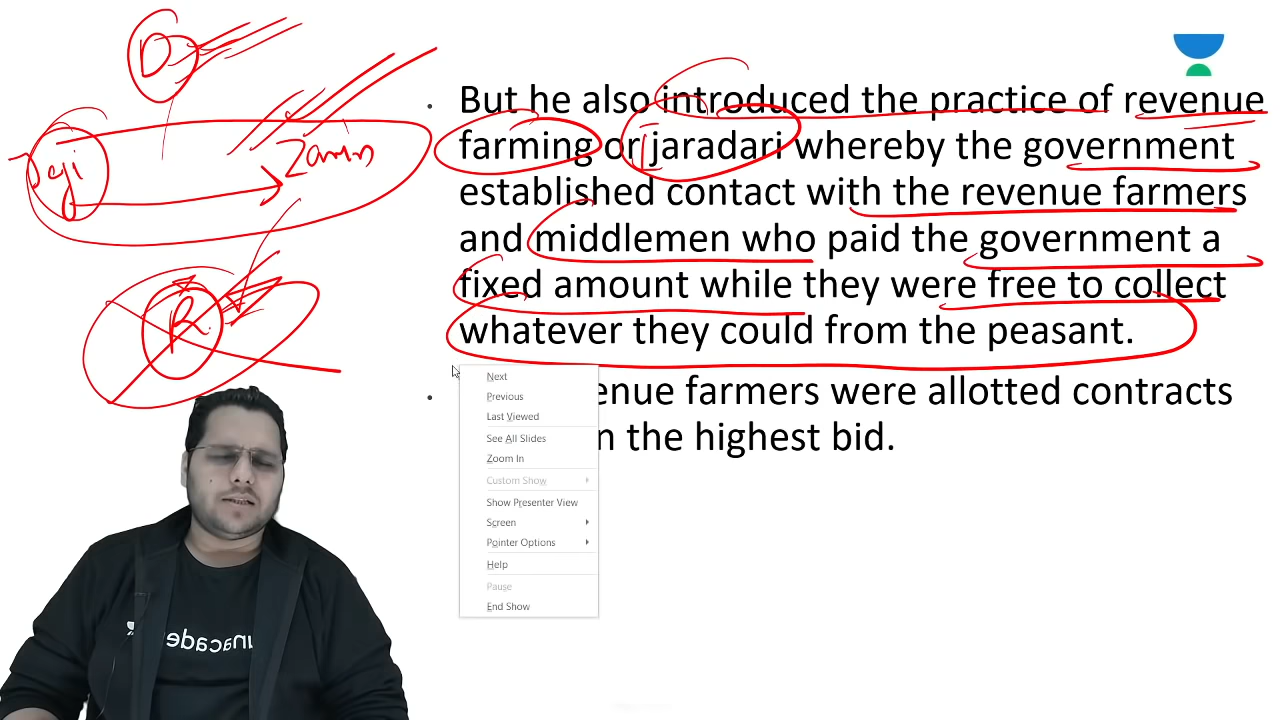 But he also introduced the practice of revenue
farming or Ijaradari whereby the government
established contact with the revenue farmers
and middlemen who paid the government a
fixed amount while they were free to collect
whatever they could from the peasant.
enue farmers were allotted contracts
n the highest bid.
Next
Previous
Last Viewed
See All Slides
Zoom In
Custom Show
Show Presenter View
Screen
Pointer Options
Help
Pause
End Show
D
Zamin
R
unacade